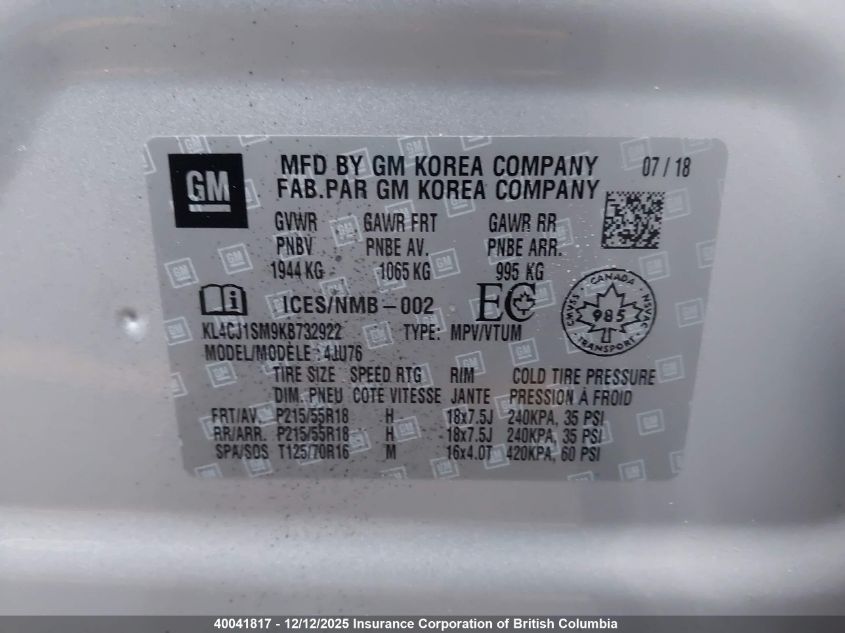 GM
MFD BY GM KOREA COMPANY 07 / 18
FAB.PAR GM KOREA COMPANY
GVWR GAWR FRT GAWR RR
PNBV PNBE AV. PNBE ARR.
1944 KG 1065 KG 995 KG
ICES/NMB-002 EC
CANADA CMVSS NSVAC 985 TRANSPORT
KL4CJ1SM9KB732922 TYPE: MPV/VTUM
MODEL/MODÈLE :4JU76
TIRE SIZE SPEED RTG RIM COLD TIRE PRESSURE
DIM. PNEU COTÉ VITESSE JANTE PRESSION À FROID
FRT/AV. P215/55R18 H 18x7.5J 240KPA, 35 PSI
RR/ARR. P215/55R18 H 18x7.5J 240KPA, 35 PSI
SPA/SDS T125/70R16 M 16x4.0T 420KPA, 60 PSI
40041817 - 12/12/2025 Insurance Corporation of British Columbia